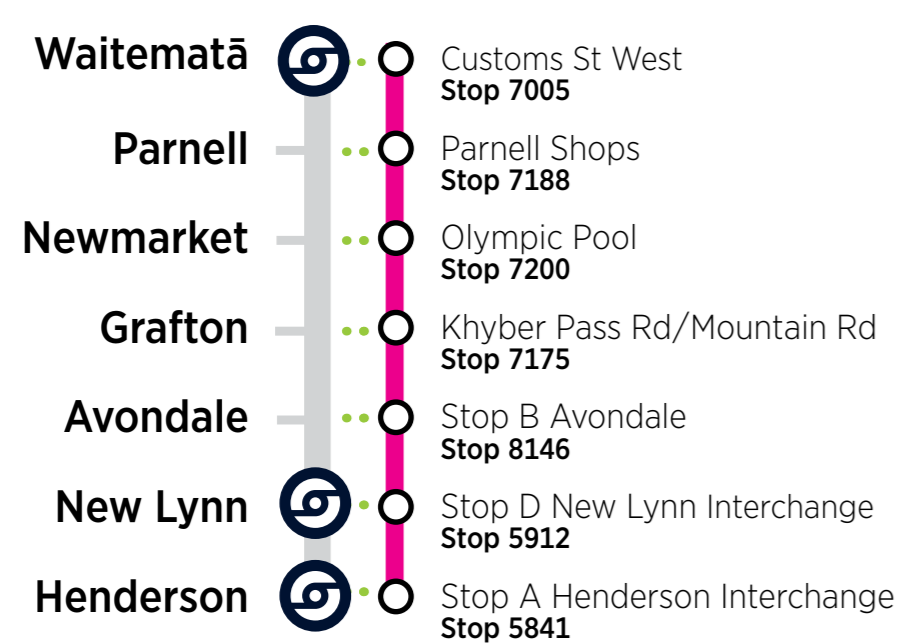 Waitematā
Customs St West
Stop 7005
Parnell
Parnell Shops
Stop 7188
Newmarket
Olympic Pool
Stop 7200
Grafton
Khyber Pass Rd/Mountain Rd
Stop 7175
Avondale
Stop B Avondale
Stop 8146
New Lynn
Stop D New Lynn Interchange
Stop 5912
Henderson
Stop A Henderson Interchange
Stop 5841